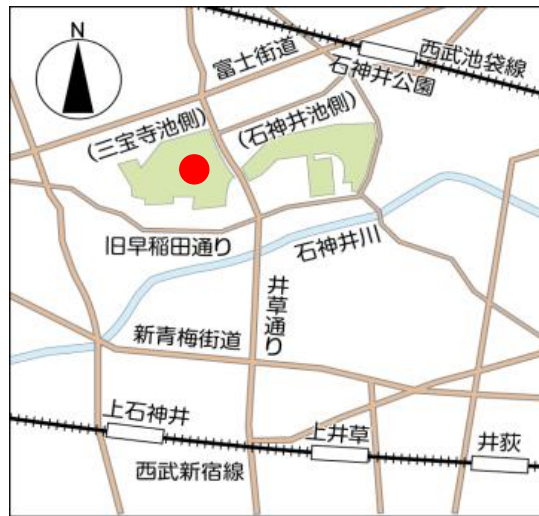 N
富士街道
西武池袋線
石神井公園
(三宝寺池側)
(石神井池側)
旧早稲田通り
石神井川
井草通り
新青梅街道
上石神井
上井草
井荻
西武新宿線